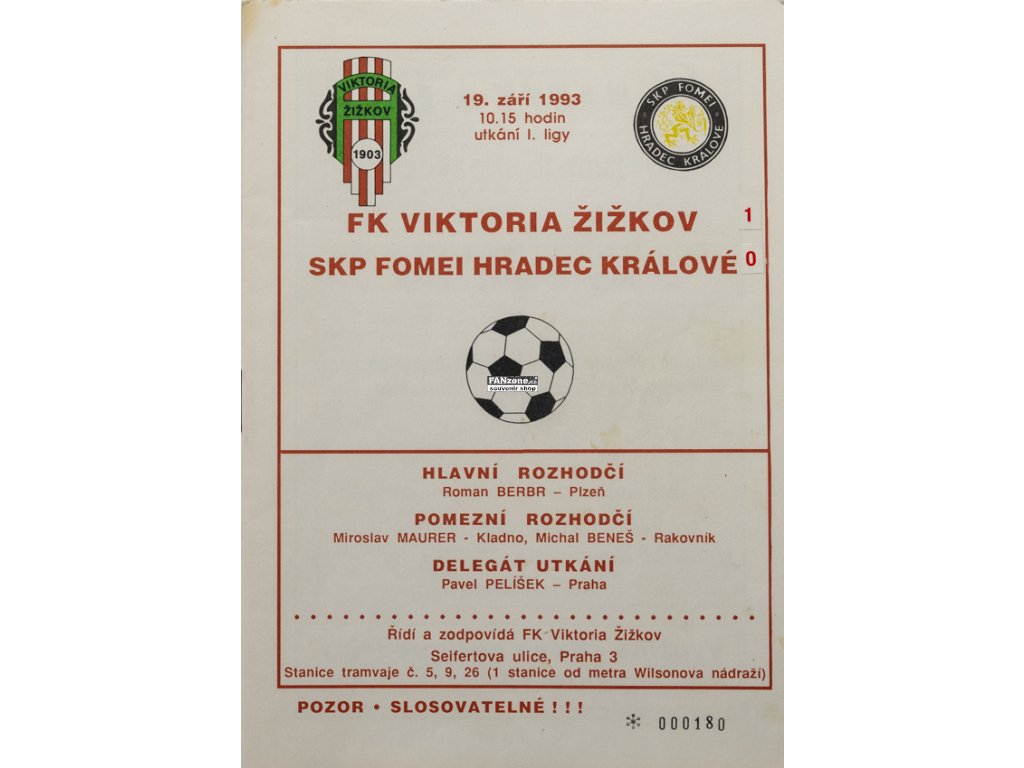 VIKTORIA
ŽIŽKOV
1903
19. září 1993
10.15 hodin
utkání I. ligy
SKP FOMEI
HRADEC KRÁLOVÉ
FK VIKTORIA ŽIŽKOV 1
SKP FOMEI HRADEC KRÁLOVÉ 0
FANzone.cz
souvenir shop
HLAVNÍ ROZHODČÍ
Roman BERBR – Plzeň
POMEZNÍ ROZHODČÍ
Miroslav MAURER - Kladno, Michal BENEŠ - Rakovník
DELEGÁT UTKÁNÍ
Pavel PELÍŠEK – Praha
Řídí a zodpovídá FK Viktoria Žižkov
Seifertova ulice, Praha 3
Stanice tramvaje č. 5, 9, 26 (1 stanice od metra Wilsonova nádraží)
POZOR • SLOSOVATELNÉ ! ! !
* 000180